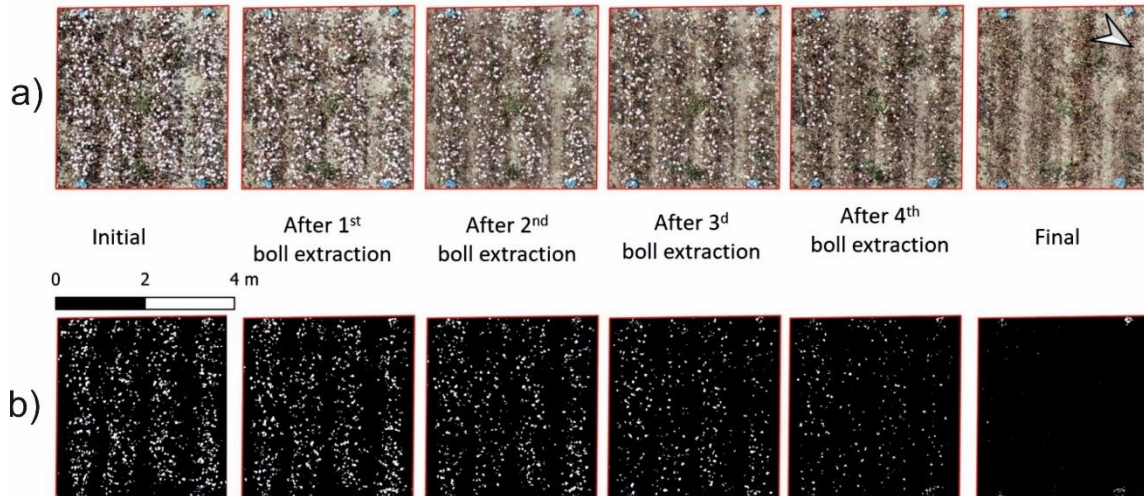 a)
Initial
After 1st
boll extraction
After 2nd
boll extraction
After 3d
boll extraction
After 4th
boll extraction
Final
0 2 4 m
b)